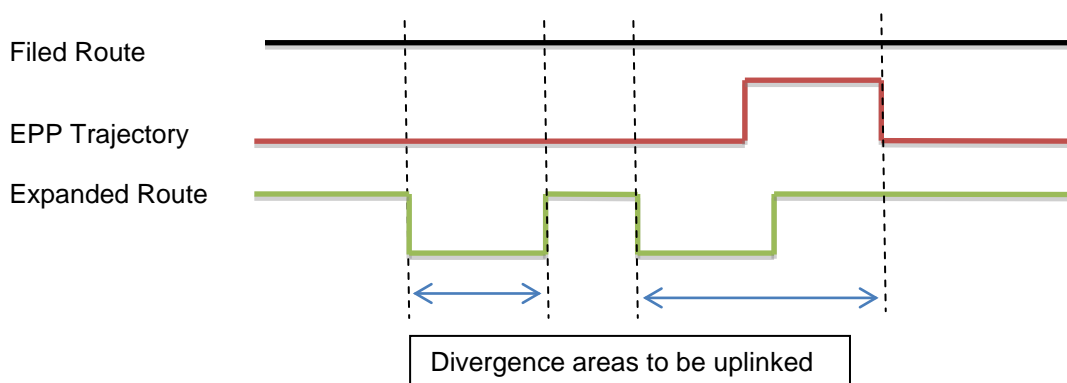 Filed Route
EPP Trajectory
Expanded Route
Divergence areas to be uplinked